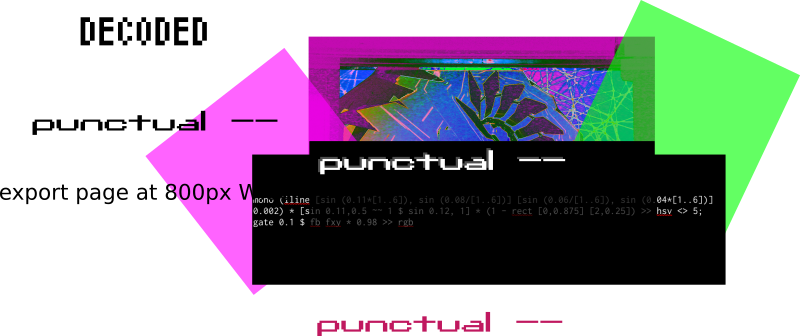 DECODED
punctual --
punctual --
export page at 800px W
mono (iline [sin (0.11*[1..6]), sin (0.08/[1..6])] [sin (0.06/[1..6]), sin (0.04*[1..6])]
0.002) * [sin 0.11,0.5 ~~ 1 $ sin 0.12, 1] * (1 - rect [0,0.875] [2,0.25]) >> hsv <> 5;
gate 0.1 $ fb fxy * 0.98 >> rgb
punctual --